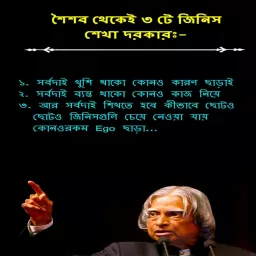 শৈশব থেকেই ৩ টে জিনিস
শেখা দরকারঃ-
১. সর্বদাই খুশি থাকো কোনও কারণ ছাড়াই
২. সর্বদাই ব্যস্ত থাকো কোনও কাজ নিয়ে
৩. আর সর্বদাই শিখতে হবে কীভাবে ছোটও
ছোটও জিনিসগুলি চেয়ে নেওয়া যায়
কোনওরকম Ego ছাড়া...